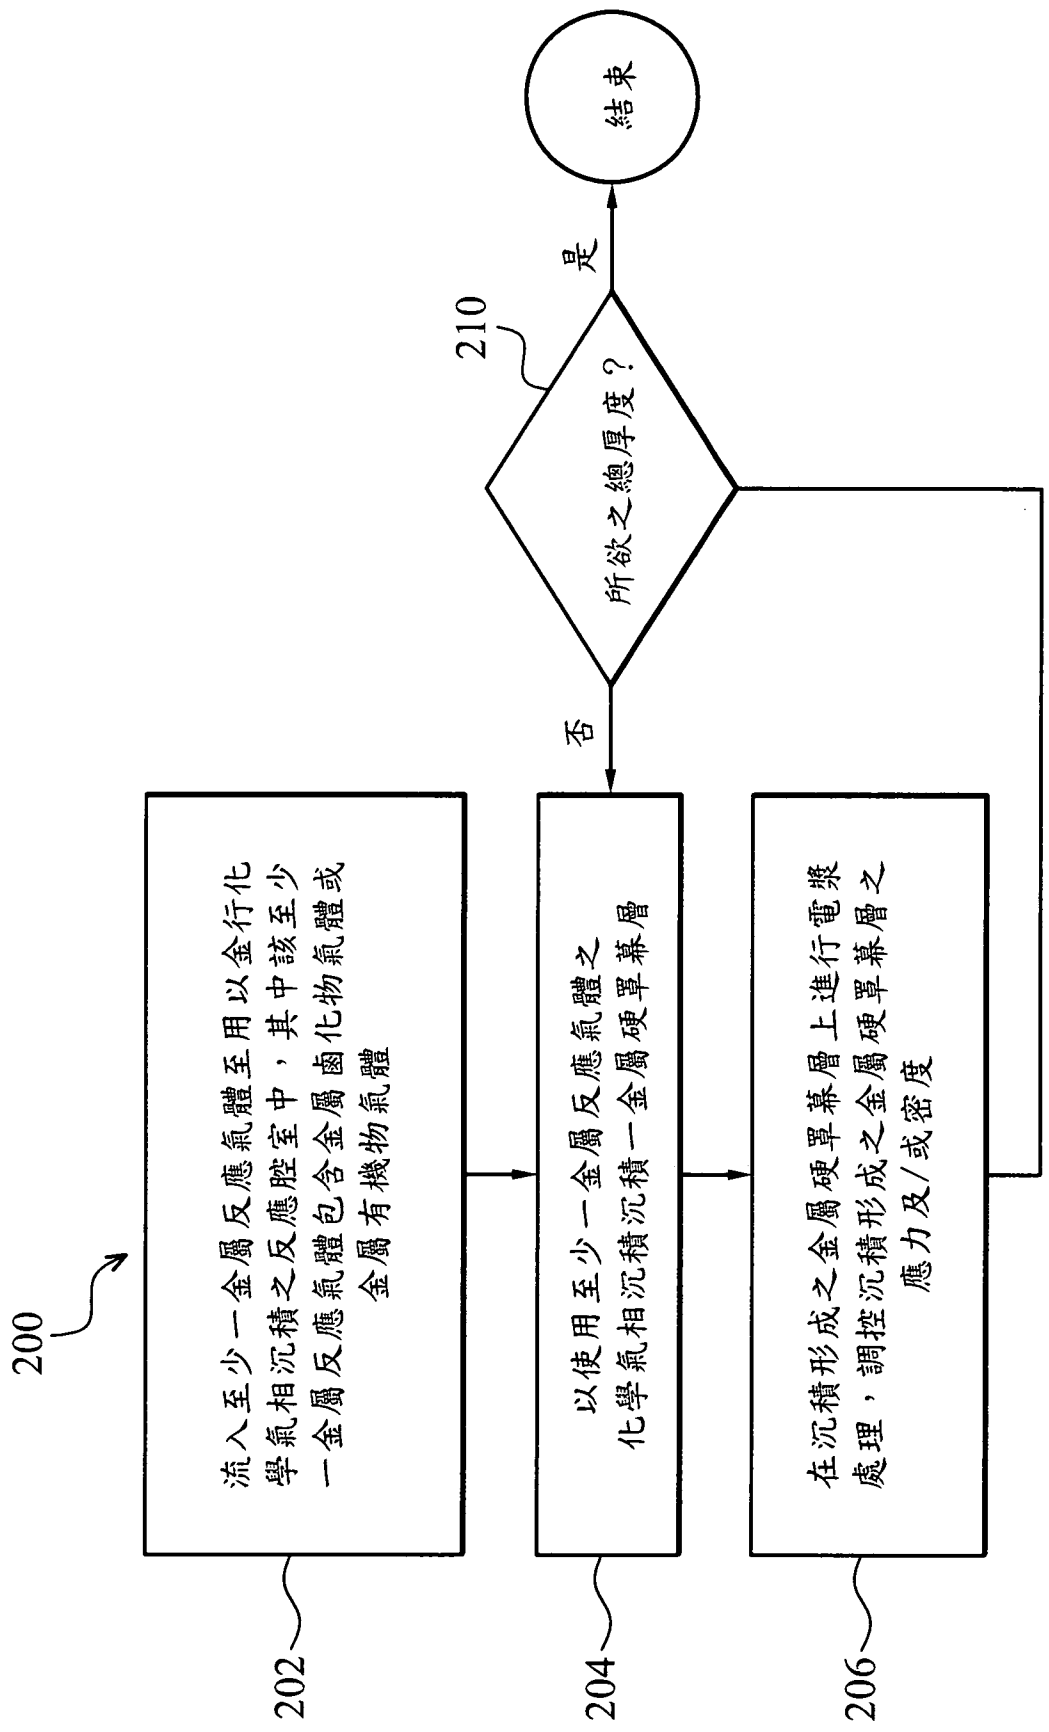 200
202
流入至少一金屬反應氣體至用以金行化
學氣相沉積之反應腔室中，其中該至少
一金屬反應氣體包含金屬鹵化物氣體或
金屬有機物氣體
204
以使用至少一金屬反應氣體之
化學氣相沉積沉積一金屬硬罩幕層
206
在沉積形成之金屬硬罩幕層上進行電漿
處理，調控沉積形成之金屬硬罩幕層之
應力及/或密度
否
210
所欲之總厚度？
是
結束